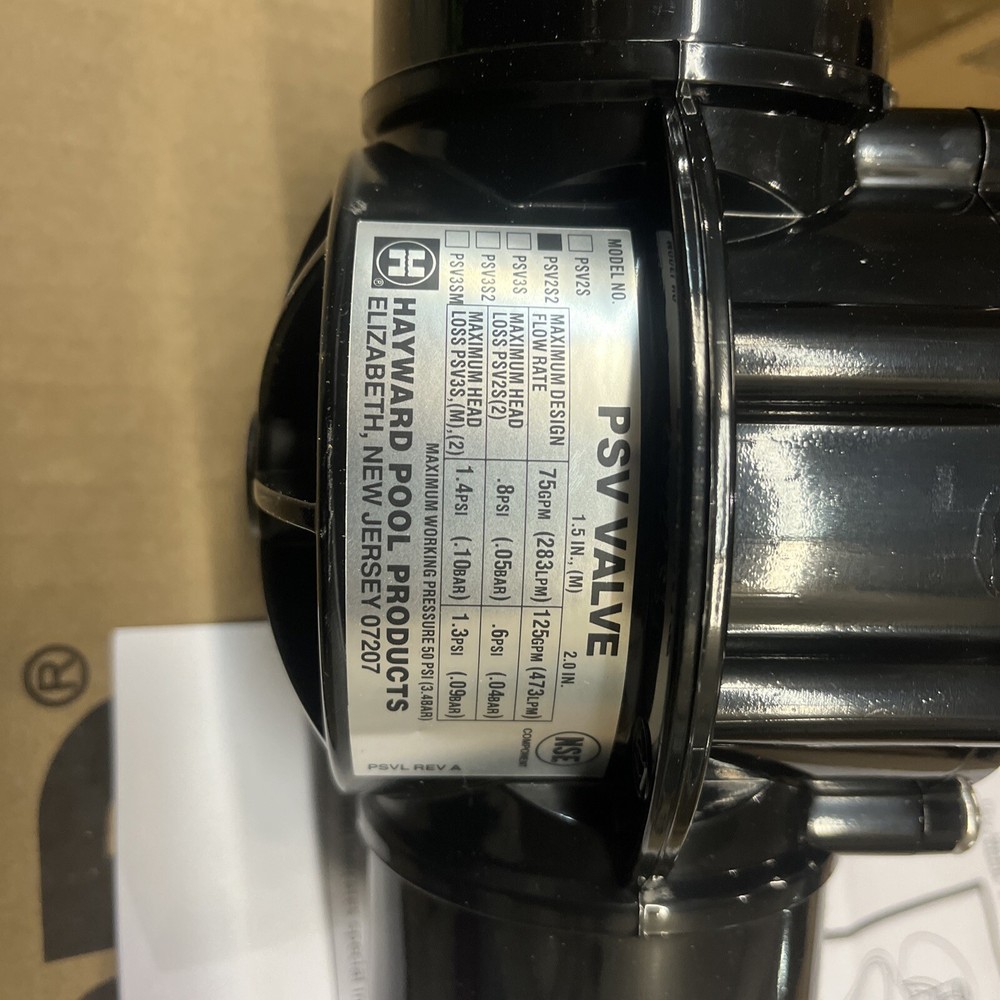 PSV VALVE
MODEL NO.
1.5 IN., (M) 2.0 IN.
PSV2S
PSV2S2
PSV3S
PSV3S2
PSV3SM
MAXIMUM DESIGN
FLOW RATE
75GPM (283LPM) 125GPM (473LPM)
MAXIMUM HEAD
LOSS PSV2S(2)
.8PSI (.05BAR) .6PSI (.04BAR)
MAXIMUM HEAD
LOSS PSV3S,(M),(2)
1.4PSI (.10BAR) 1.3PSI (.09BAR)
MAXIMUM WORKING PRESSURE 50 PSI (3.4BAR)
NSF
COMPONENT
H
®
HAYWARD POOL PRODUCTS
ELIZABETH, NEW JERSEY 07207
PSVL REV A
®